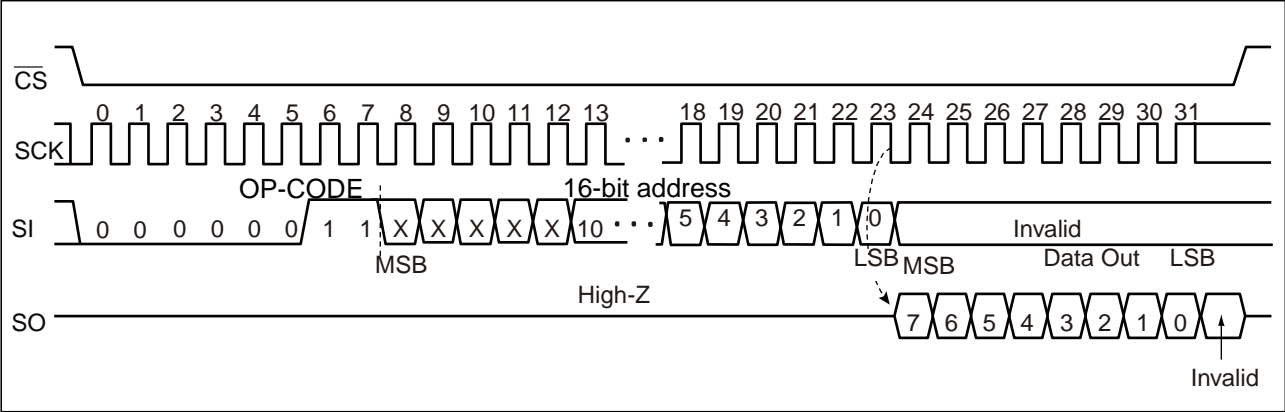 CS
0 1 2 3 4 5 6 7 8 9 10 11 12 13 18 19 20 21 22 23 24 25 26 27 28 29 30 31
SCK
OP-CODE 16-bit address
SI 0 0 0 0 0 0 1 1 X X X X X 10 ··· 5 4 3 2 1 0 Invalid
MSB LSB MSB Data Out LSB
High-Z
SO 7 6 5 4 3 2 1 0
Invalid